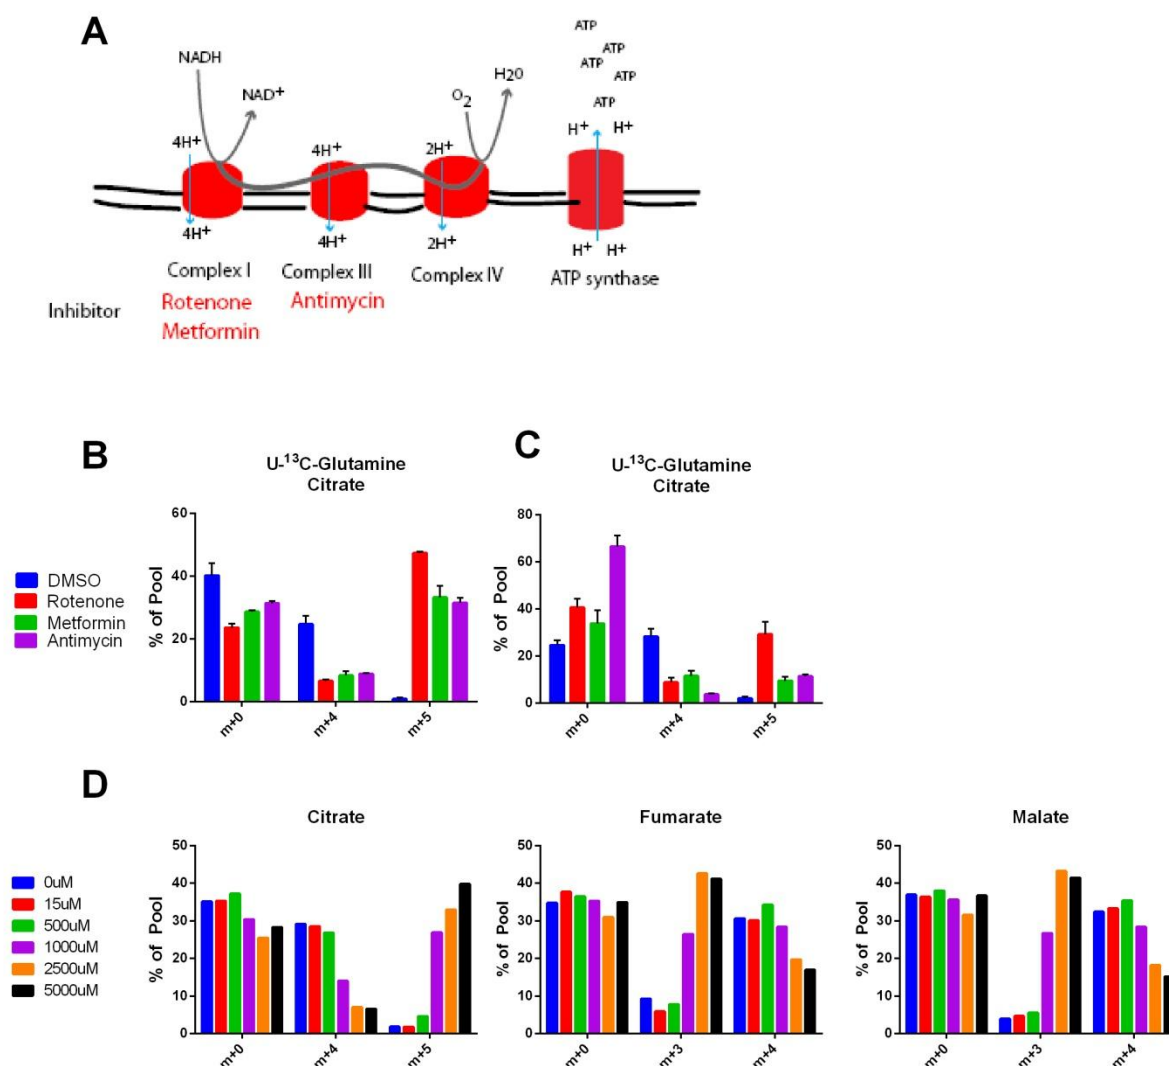 A
NADH
NAD+
O2
H20
ATP
ATP
ATP
ATP
ATP
ATP
4H+
4H+
2H+
H+ H+
4H+
4H+
2H+
H+ H+
Complex I
Complex III
Complex IV
ATP synthase
Inhibitor
Rotenone
Antimycin
Metformin
B
U-13C-Glutamine
Citrate
DMSO
Rotenone
Metformin
Antimycin
% of Pool
60
40
20
0
m+0
m+4
m+5
C
U-13C-Glutamine
Citrate
% of Pool
80
60
40
20
0
m+0
m+4
m+5
D
0uM
15uM
500uM
1000uM
2500uM
5000uM
Citrate
% of Pool
50
40
30
20
10
0
m+0
m+4
m+5
Fumarate
% of Pool
50
40
30
20
10
0
m+0
m+3
m+4
Malate
% of Pool
50
40
30
20
10
0
m+0
m+3
m+4